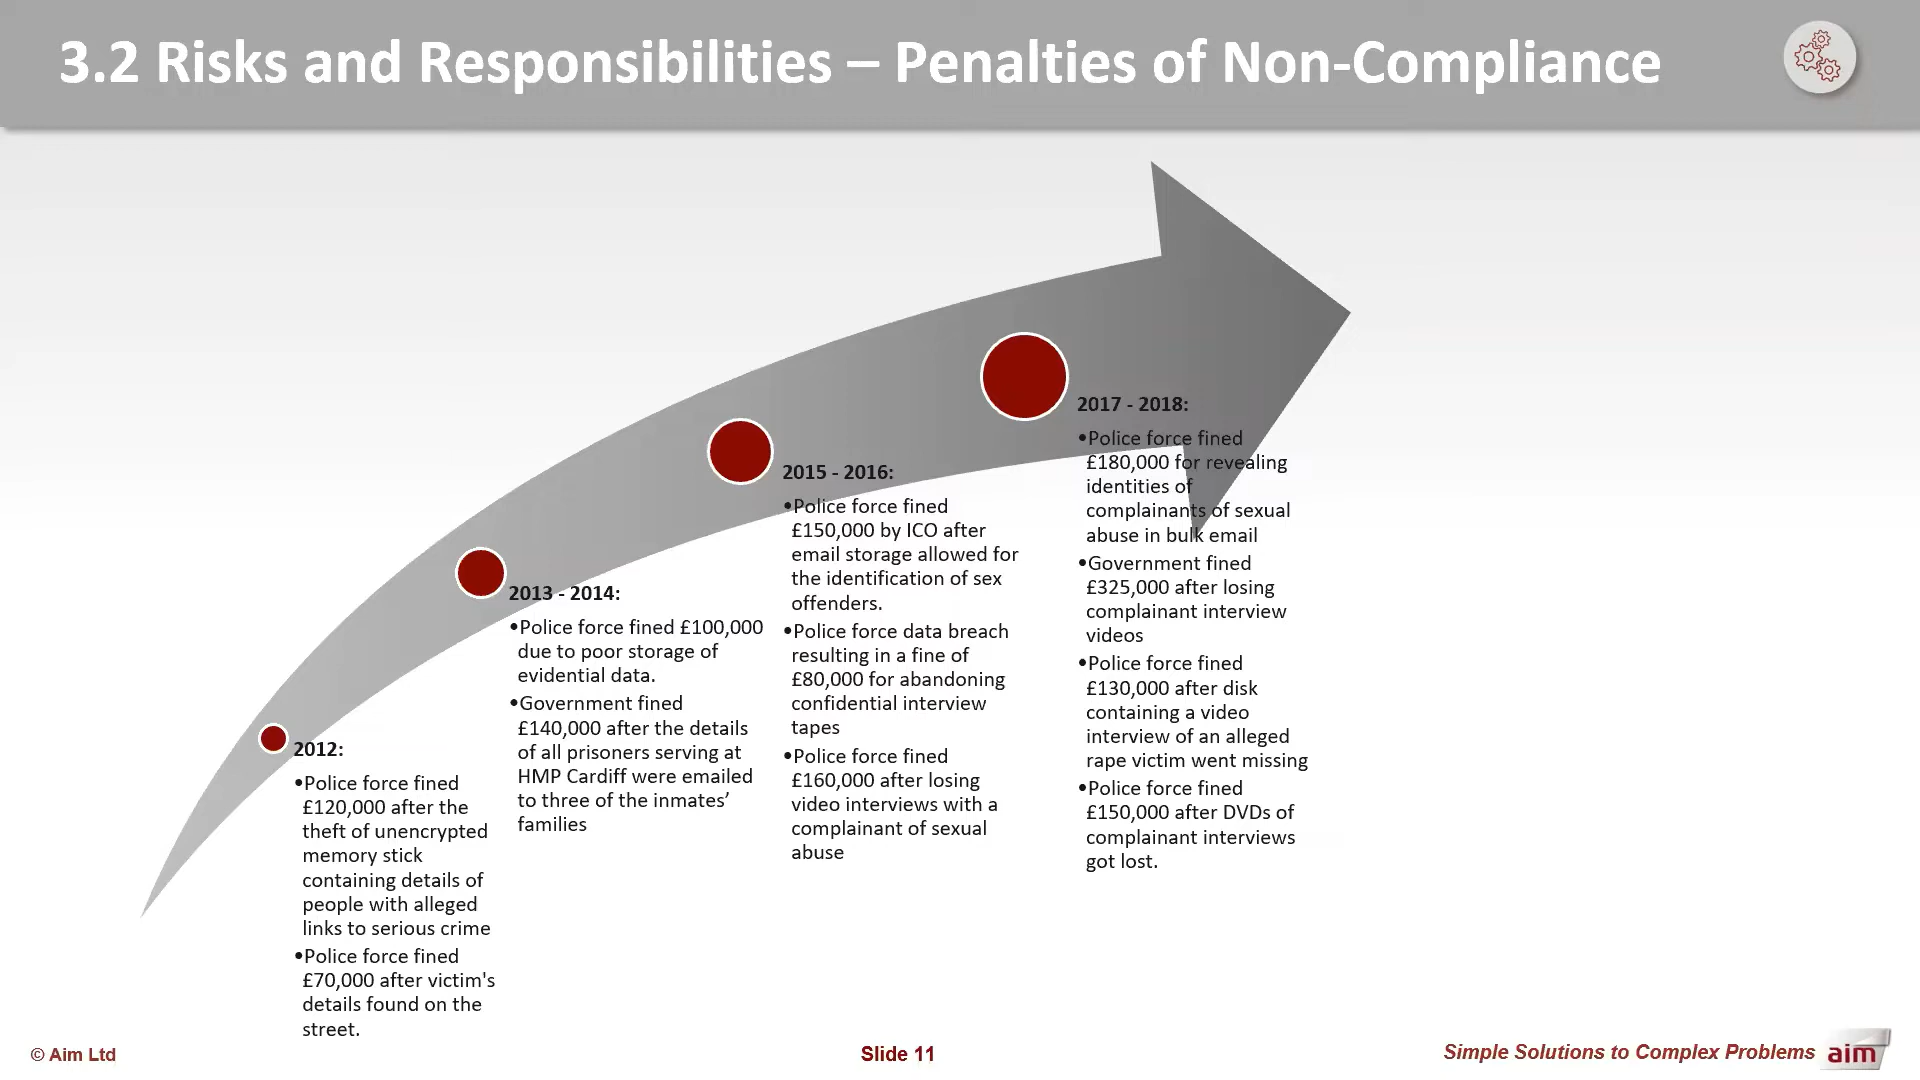 3.2 Risks and Responsibilities – Penalties of Non-Compliance
2012:
•Police force fined
£120,000 after the
theft of unencrypted
memory stick
containing details of
people with alleged
links to serious crime
•Police force fined
£70,000 after victim's
details found on the
street.
2013 - 2014:
•Police force fined £100,000
due to poor storage of
evidential data.
•Government fined
£140,000 after the details
of all prisoners serving at
HMP Cardiff were emailed
to three of the inmates’
families
2015 - 2016:
•Police force fined
£150,000 by ICO after
email storage allowed for
the identification of sex
offenders.
•Police force data breach
resulting in a fine of
£80,000 for abandoning
confidential interview
tapes
•Police force fined
£160,000 after losing
video interviews with a
complainant of sexual
abuse
2017 - 2018:
•Police force fined
£180,000 for revealing
identities of
complainants of sexual
abuse in bulk email
•Government fined
£325,000 after losing
complainant interview
videos
•Police force fined
£130,000 after disk
containing a video
interview of an alleged
rape victim went missing
•Police force fined
£150,000 after DVDs of
complainant interviews
got lost.
© Aim Ltd
Slide 11
Simple Solutions to Complex Problems
aim